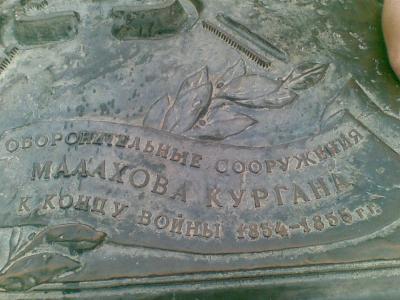 ОБОРОНИТЕЛЬНЫЕ СООРУЖЕНИЯ
МАЛАХОВА КУРГАНА
К КОНЦУ ВОЙНЫ 1854-1855 гг.